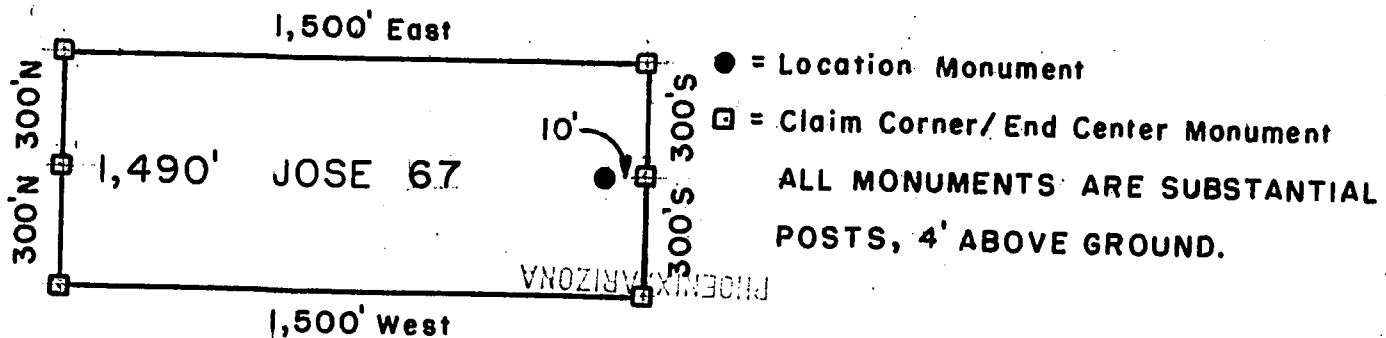 1,500' East
300'N
300'N
1,490' JOSE 67
10'
300'S
300'S
1,500' West
PHOENIX, ARIZONA
● = Location Monument
⊡ = Claim Corner/End Center Monument
ALL MONUMENTS ARE SUBSTANTIAL
POSTS, 4' ABOVE GROUND.